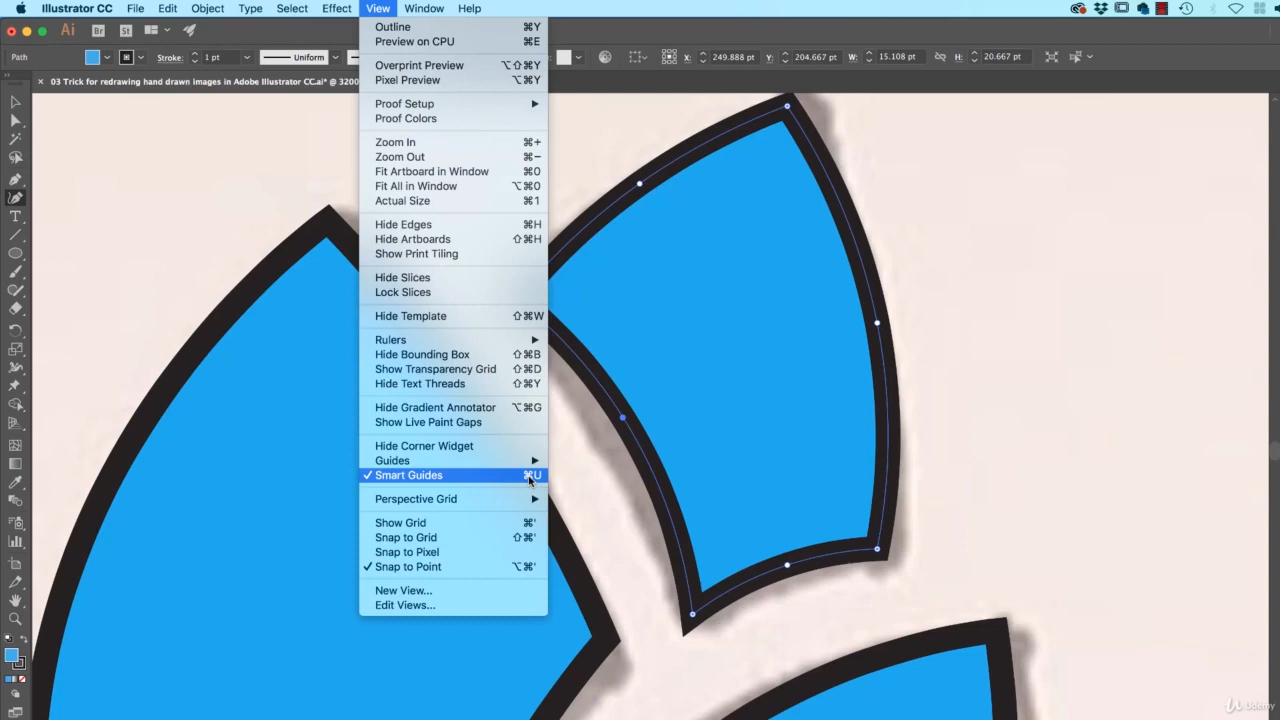 Illustrator CC File Edit Object Type Select Effect View Window Help
Ai Br St
Path Stroke: 1 pt Uniform X: 249.888 pt Y: 204.667 pt W: 15.108 pt H: 20.667 pt
× 03 Trick for redrawing hand drawn images in Adobe Illustrator CC.ai* @ 3200
Outline ⌘Y
Preview on CPU ⌘E
Overprint Preview ⌥⇧⌘Y
Pixel Preview ⌥⌘Y
Proof Setup
Proof Colors
Zoom In ⌘+
Zoom Out ⌘−
Fit Artboard in Window ⌘0
Fit All in Window ⌥⌘0
Actual Size ⌘1
Hide Edges ⌘H
Hide Artboards ⇧⌘H
Show Print Tiling
Hide Slices
Lock Slices
Hide Template ⇧⌘W
Rulers
Hide Bounding Box ⇧⌘B
Show Transparency Grid ⇧⌘D
Hide Text Threads ⇧⌘Y
Hide Gradient Annotator ⌥⌘G
Show Live Paint Gaps
Hide Corner Widget
Guides
✓ Smart Guides ⌘U
Perspective Grid
Show Grid ⌘'
Snap to Grid ⇧⌘'
Snap to Pixel
✓ Snap to Point ⌥⌘'
New View...
Edit Views...
Udemy